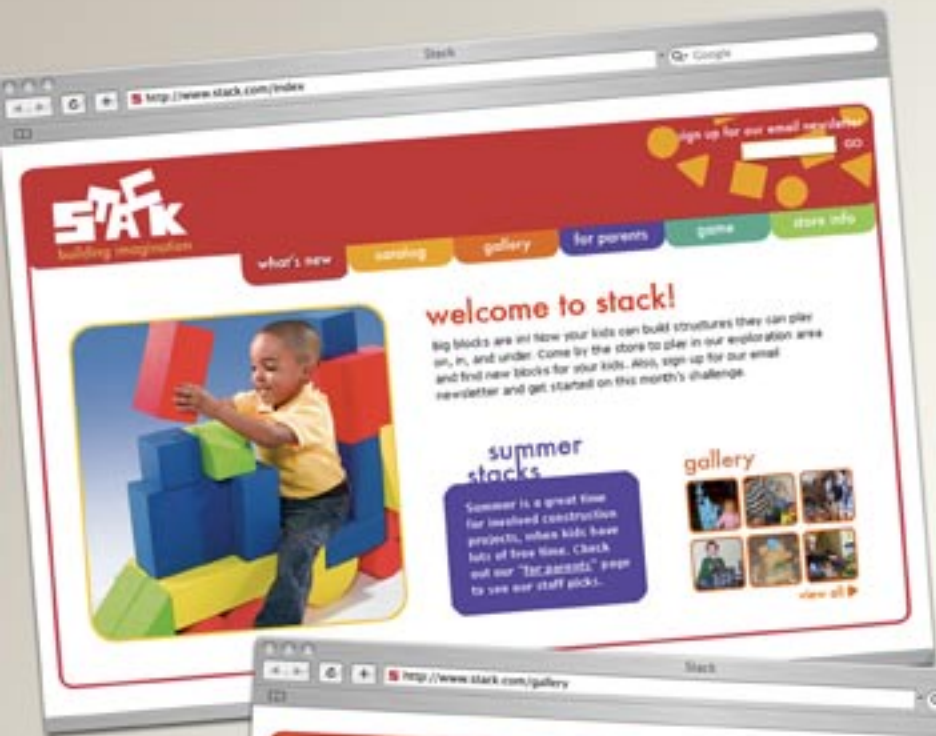 Stack
Google
http://www.stack.com/index
sign up for our email newsletter
GO
STACK
building imagination
what's new
catalog
gallery
for parents
game
store info
welcome to stack!
Big blocks are in! Now your kids can build structures they can play
on, in, and under. Come by the store to play in our exploration area
and find new blocks for your kids. Also, sign up for our email
newsletter and get started on this month's challenge.
summer
stacks
Summer is a great time
for involved construction
projects, when kids have
lots of free time. Check
out our "for parents" page
to see our staff picks.
gallery
view all
Stack
http://www.stack.com/gallery